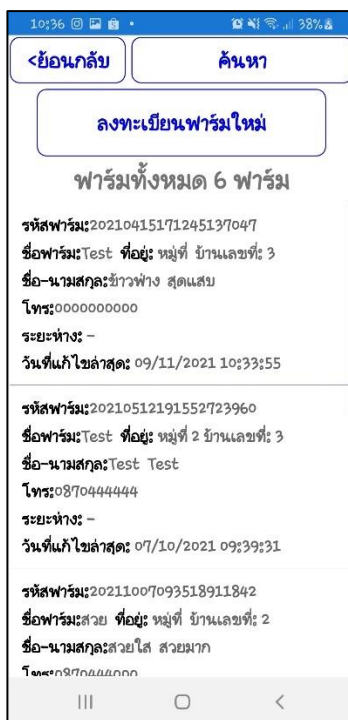 10:36 38%
<ย้อนกลับ ค้นหา
ลงทะเบียนฟาร์มใหม่
ฟาร์มทั้งหมด 6 ฟาร์ม
รหัสฟาร์ม:20210415171245137047
ชื่อฟาร์ม:Test ที่อยู่: หมู่ที่ บ้านเลขที่: 3
ชื่อ-นามสกุล:ข้าวฟ่าง สุดแสบ
โทร:0000000000
ระยะห่าง: -
วันที่แก้ไขล่าสุด: 09/11/2021 10:33:55
รหัสฟาร์ม:20210512191552723960
ชื่อฟาร์ม:Test ที่อยู่: หมู่ที่ 2 บ้านเลขที่: 3
ชื่อ-นามสกุล:Test Test
โทร:0870444444
ระยะห่าง: -
วันที่แก้ไขล่าสุด: 07/10/2021 09:39:31
รหัสฟาร์ม:20211007093518911842
ชื่อฟาร์ม:สวย ที่อยู่: หมู่ที่ บ้านเลขที่: 2
ชื่อ-นามสกุล:สวยใส สวยมาก
โทร:0870444000